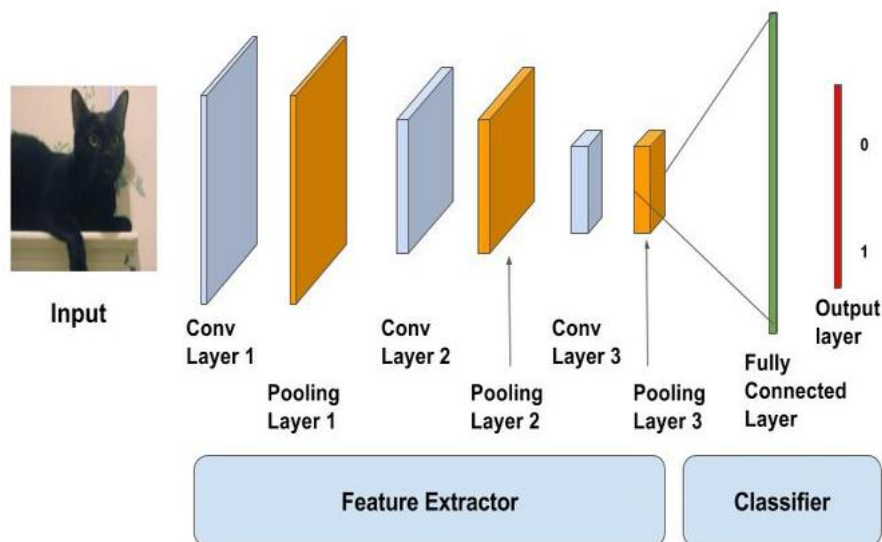 Input
Conv
Layer 1
Pooling
Layer 1
Conv
Layer 2
Pooling
Layer 2
Conv
Layer 3
Pooling
Layer 3
Fully
Connected
Layer
0
1
Output
layer
Feature Extractor
Classifier